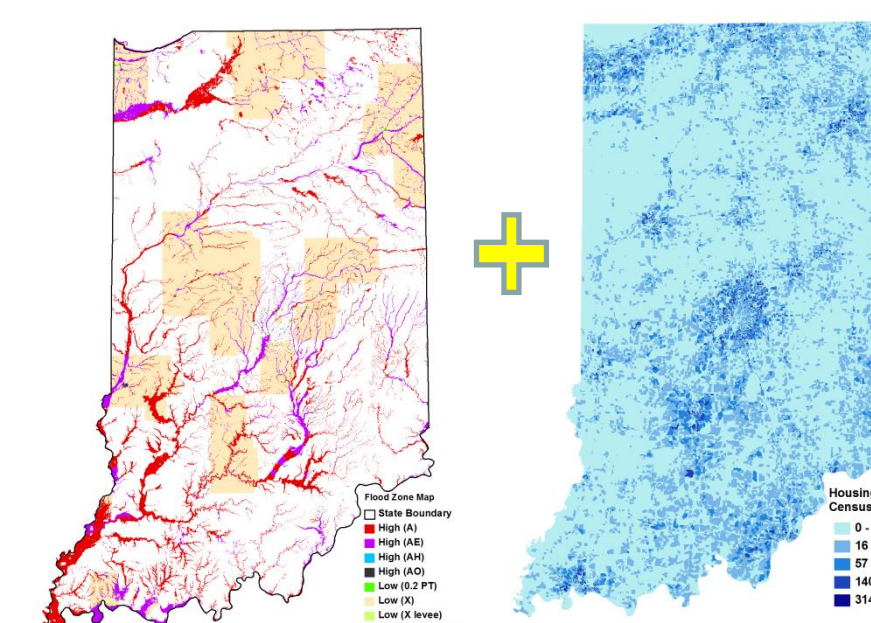 Flood Zone Map
State Boundary
High (A)
High (AE)
High (AH)
High (AO)
Low (0.2 PT)
Low (X)
Low (X levee)
Housing
Census
0 -
16
57
140
314